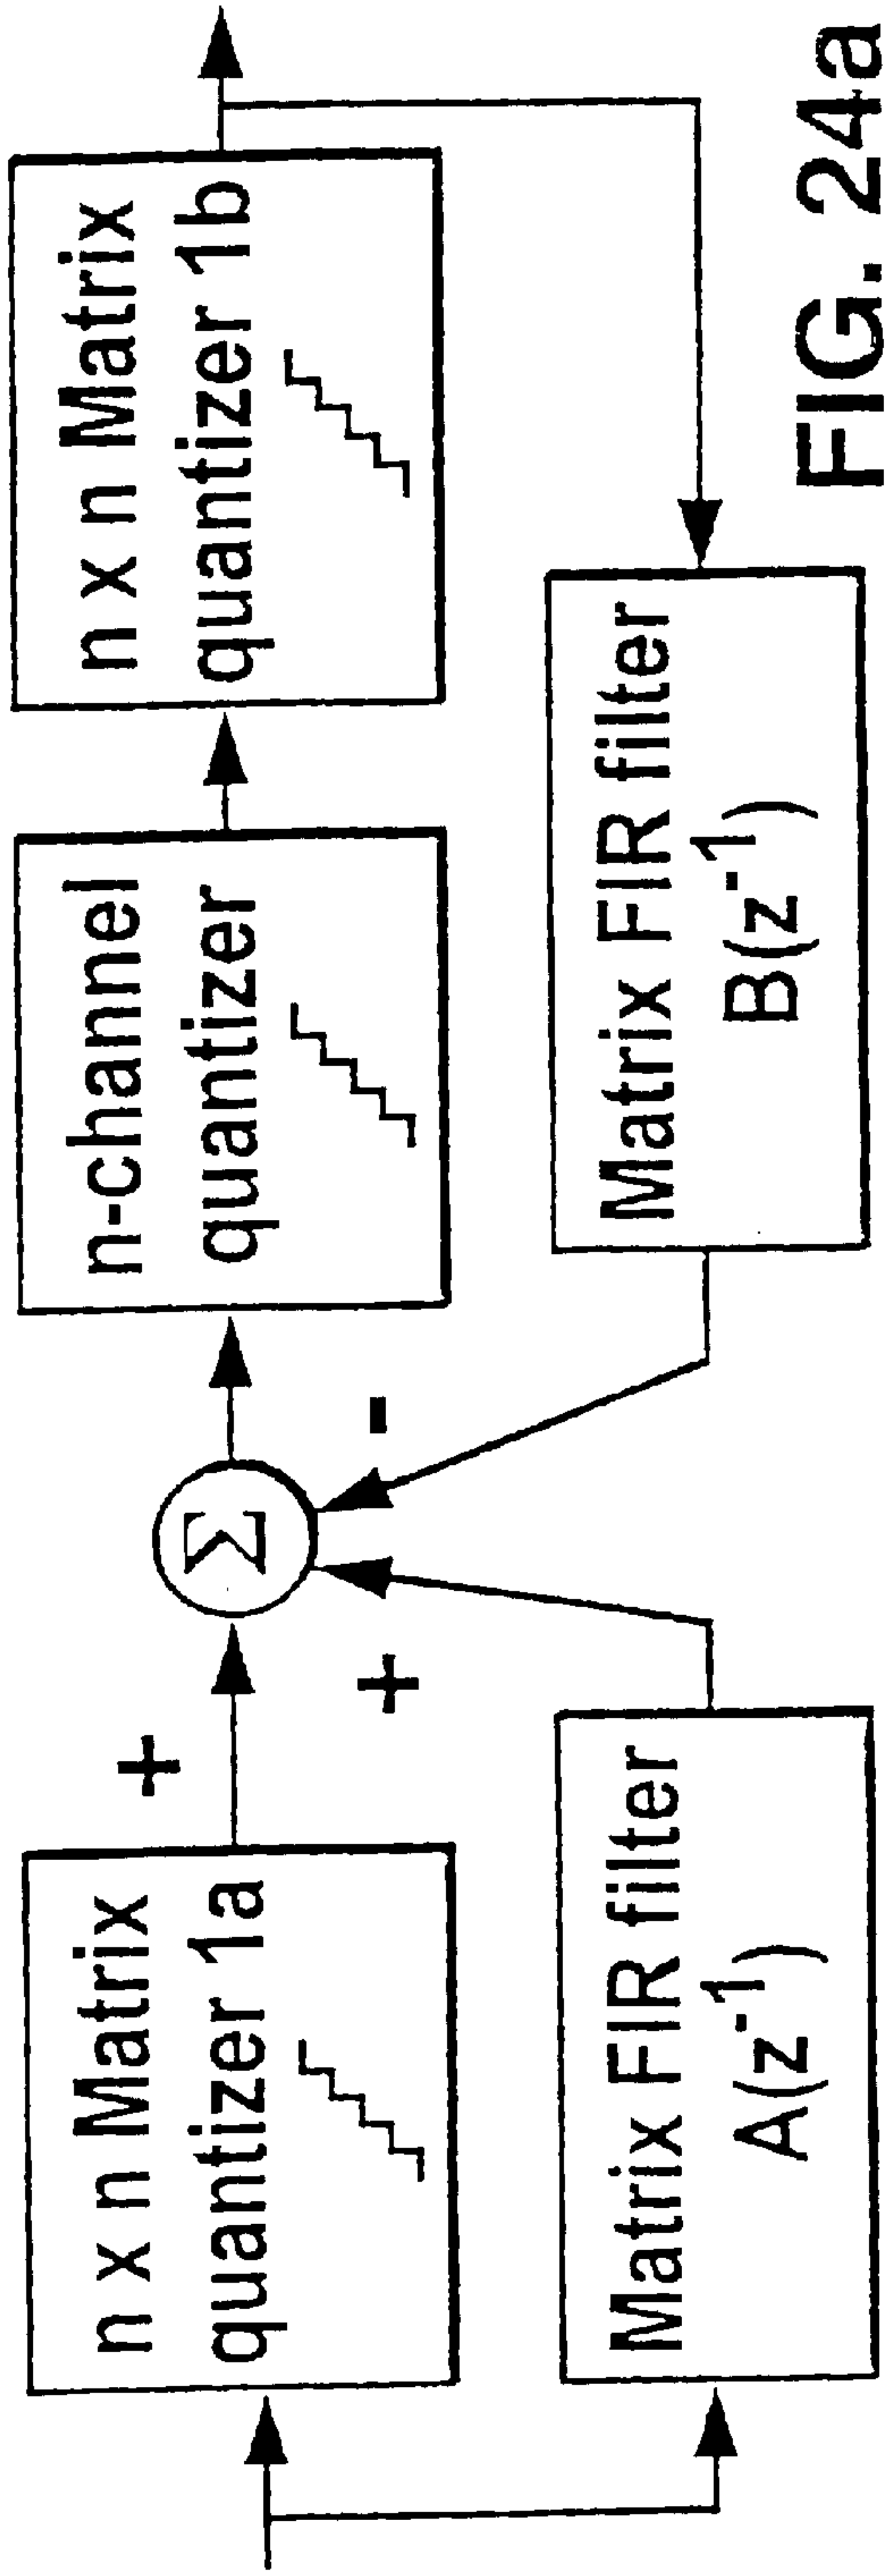 n x n Matrix
quantizer 1a
+
Σ
n-channel
quantizer
n x n Matrix
quantizer 1b
+
-
Matrix FIR filter
A(z⁻¹)
Matrix FIR filter
B(z⁻¹)
FIG. 24a